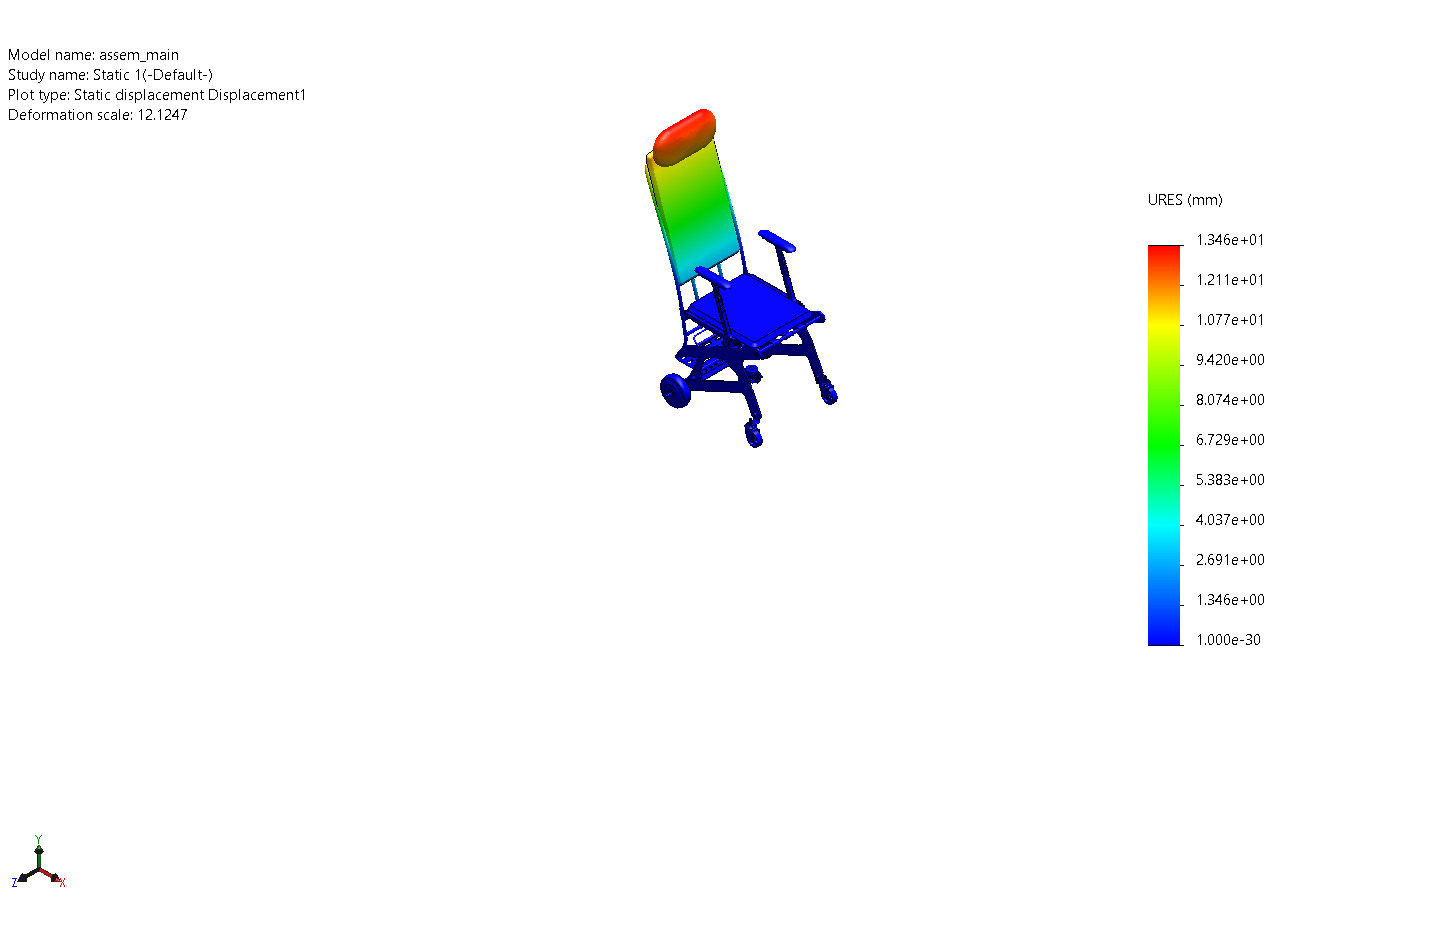 Model name: assem_main
Study name: Static 1(-Default-)
Plot type: Static displacement Displacement1
Deformation scale: 12.1247
URES (mm)
1.346e+01
1.211e+01
1.077e+01
9.420e+00
8.074e+00
6.729e+00
5.383e+00
4.037e+00
2.691e+00
1.346e+00
1.000e-30
Y
Z
X